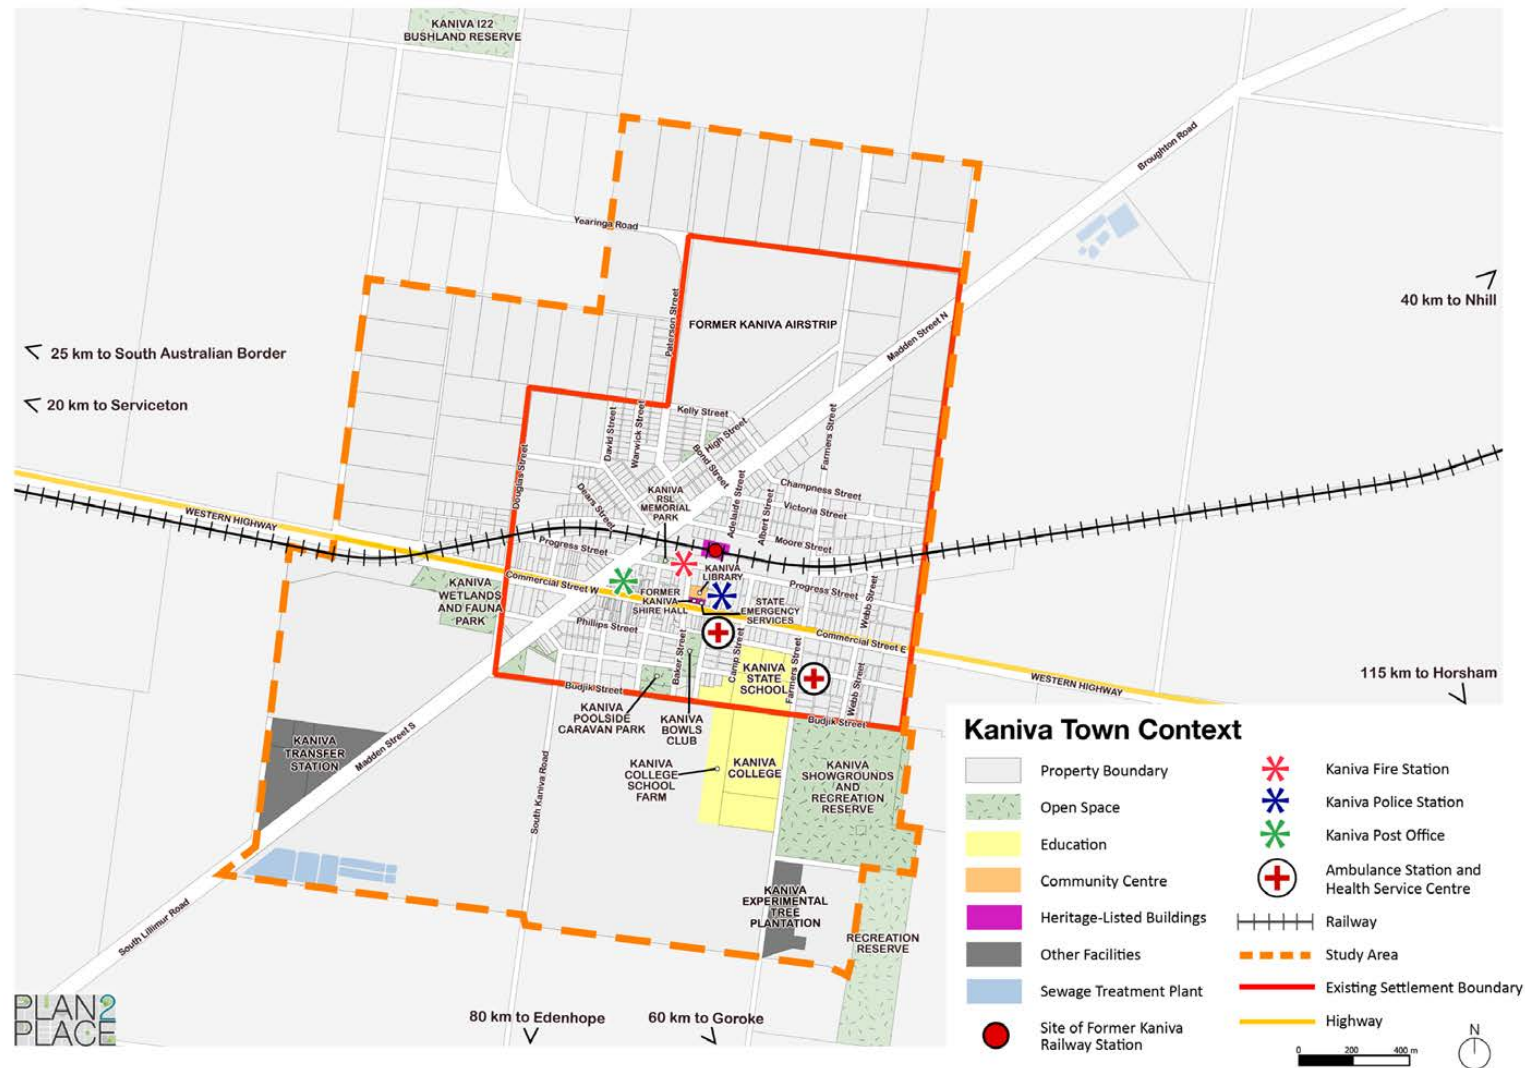 KANIVA I22
BUSHLAND RESERVE
Broughton Road
Yearinga Road
40 km to Nhill
Paterson Street
FORMER KANIVA AIRSTRIP
Madden Street N
25 km to South Australian Border
20 km to Serviceton
Kelly Street
David Street
Warwick Street
High Street
Bond Street
Farmers Street
Douglas Street
Dears Street
KANIVA
RSL
MEMORIAL
PARK
Adelaide Street
Albert Street
Champness Street
Victoria Street
Moore Street
WESTERN HIGHWAY
Progress Street
Commercial Street W
KANIVA
WETLANDS
AND FAUNA
PARK
KANIVA
LIBRARY
FORMER
KANIVA
SHIRE HALL
STATE
EMERGENCY
SERVICES
Progress Street
Webb Street
Phillips Street
Commercial Street E
Baker Street
Camp Street
Farmers Street
Webb Street
KANIVA
STATE
SCHOOL
WESTERN HIGHWAY
115 km to Horsham
Budjik Street
Budjik Street
KANIVA
POOLSIDE
CARAVAN PARK
KANIVA
BOWLS
CLUB
KANIVA
TRANSFER
STATION
Madden Street S
South Kaniva Road
KANIVA
COLLEGE
SCHOOL
FARM
KANIVA
COLLEGE
KANIVA
SHOWGROUNDS
AND
RECREATION
RESERVE
KANIVA
EXPERIMENTAL
TREE
PLANTATION
RECREATION
RESERVE
South Lillimur Road
80 km to Edenhope
60 km to Goroke
PLAN2
PLACE
Kaniva Town Context
Property Boundary
Open Space
Education
Community Centre
Heritage-Listed Buildings
Other Facilities
Sewage Treatment Plant
Site of Former Kaniva
Railway Station
Kaniva Fire Station
Kaniva Police Station
Kaniva Post Office
Ambulance Station and
Health Service Centre
Railway
Study Area
Existing Settlement Boundary
Highway
N
0 200 400 m